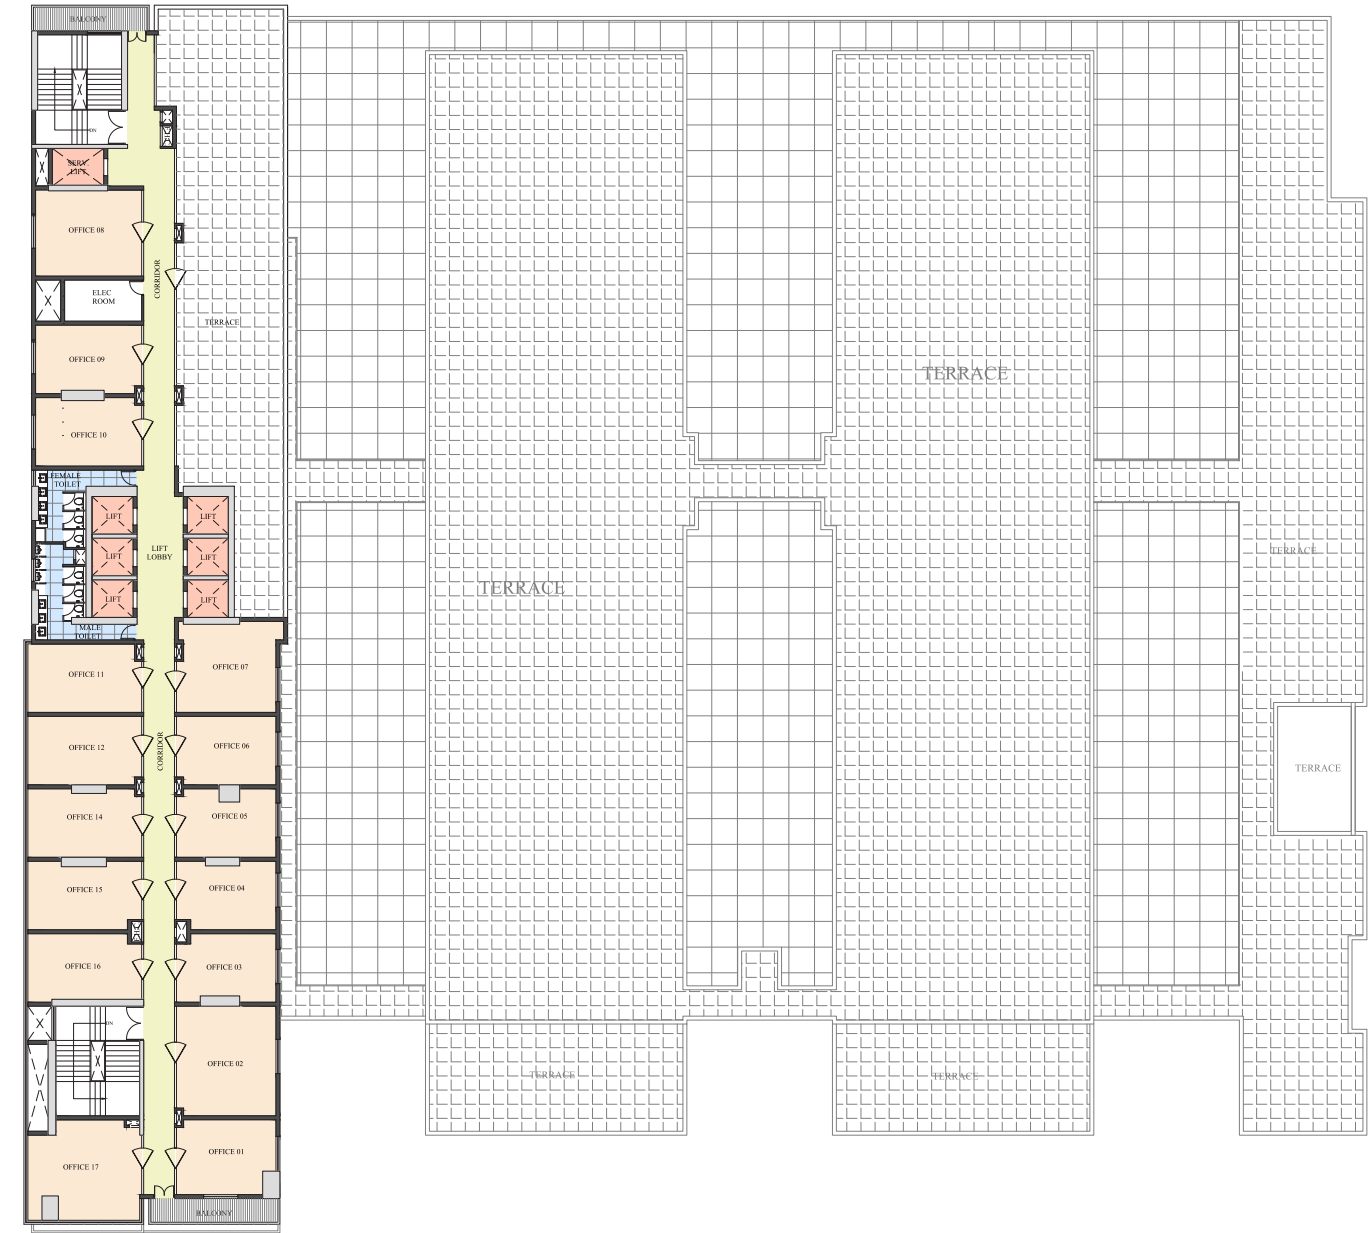 BALCONY
DN
SERV.
LIFT
OFFICE 08
CORRIDOR
ELEC
ROOM
TERRACE
OFFICE 09
TERRACE
OFFICE 10
FEMALE
TOILET
LIFT
LIFT
LIFT
LIFT
LOBBY
LIFT
LIFT
LIFT
TERRACE
TERRACE
MALE
TOILET
OFFICE 11
OFFICE 07
OFFICE 12
CORRIDOR
OFFICE 06
TERRACE
OFFICE 14
OFFICE 05
OFFICE 15
OFFICE 04
OFFICE 16
OFFICE 03
DN
OFFICE 02
TERRACE
TERRACE
OFFICE 01
OFFICE 17
BALCONY